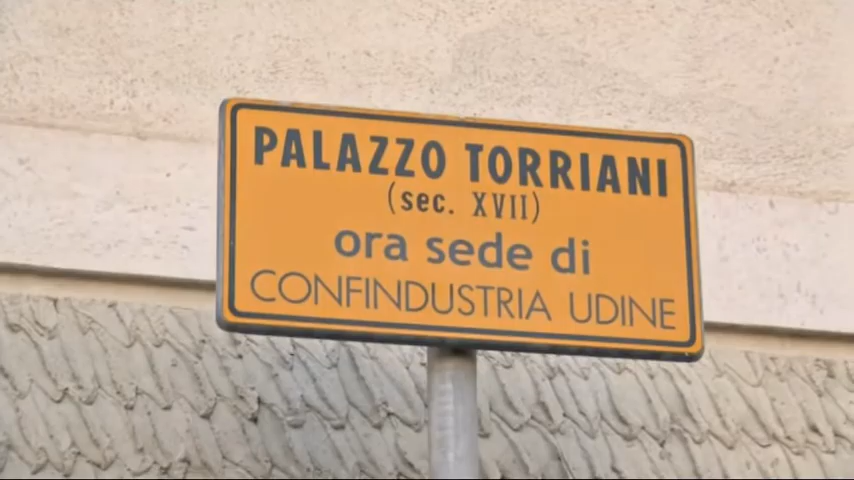 PALAZZO TORRIANI
(sec. XVII)
ora sede di
CONFINDUSTRIA UDINE